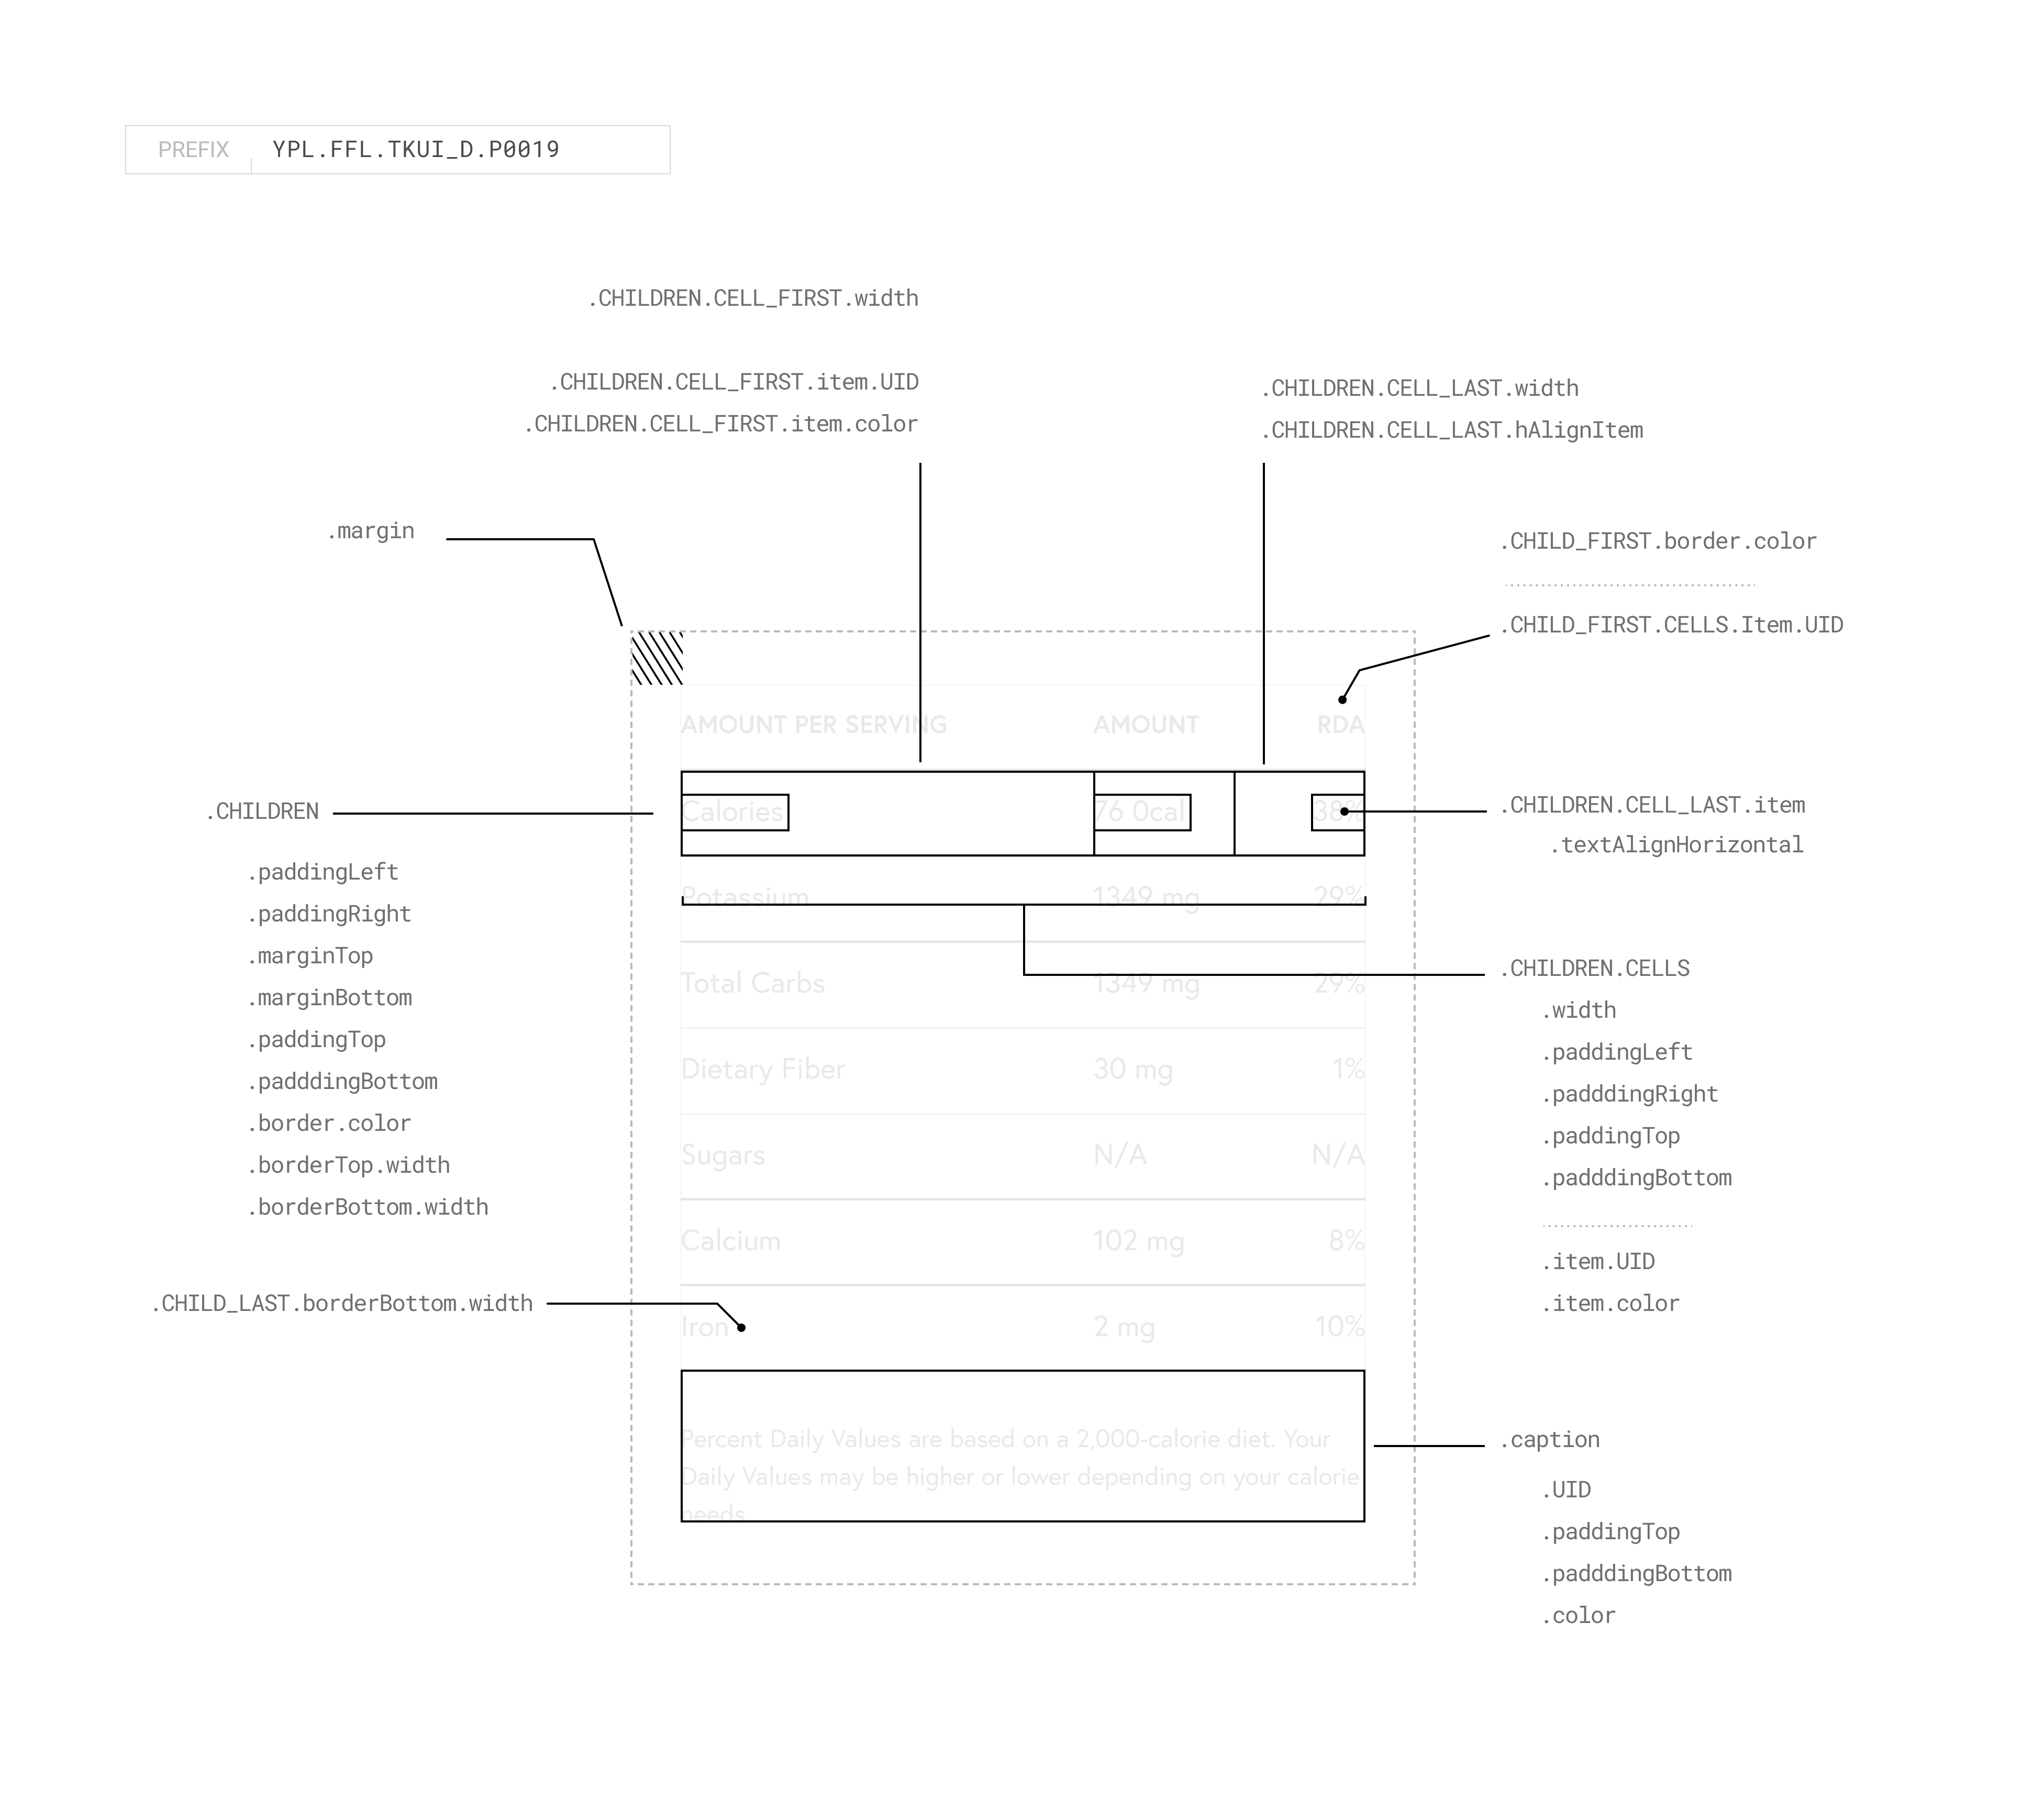 PREFIX YPL.FFL.TKUI_D.P0019
.CHILDREN.CELL_FIRST.width
.CHILDREN.CELL_FIRST.item.UID
.CHILDREN.CELL_FIRST.item.color
.CHILDREN.CELL_LAST.width
.CHILDREN.CELL_LAST.hAlignItem
.margin
.CHILD_FIRST.border.color
.CHILD_FIRST.CELLS.Item.UID
AMOUNT PER SERVING AMOUNT RDA
Calories 76 0cal 38%
Potassium 1349 mg 29%
Total Carbs 1349 mg 29%
Dietary Fiber 30 mg 1%
Sugars N/A N/A
Calcium 102 mg 8%
Iron 2 mg 10%
Percent Daily Values are based on a 2,000-calorie diet. Your
Daily Values may be higher or lower depending on your calorie
needs
.CHILDREN
.paddingLeft
.paddingRight
.marginTop
.marginBottom
.paddingTop
.padddingBottom
.border.color
.borderTop.width
.borderBottom.width
.CHILD_LAST.borderBottom.width
.CHILDREN.CELL_LAST.item
.textAlignHorizontal
.CHILDREN.CELLS
.width
.paddingLeft
.padddingRight
.paddingTop
.padddingBottom
.item.UID
.item.color
.caption
.UID
.paddingTop
.padddingBottom
.color